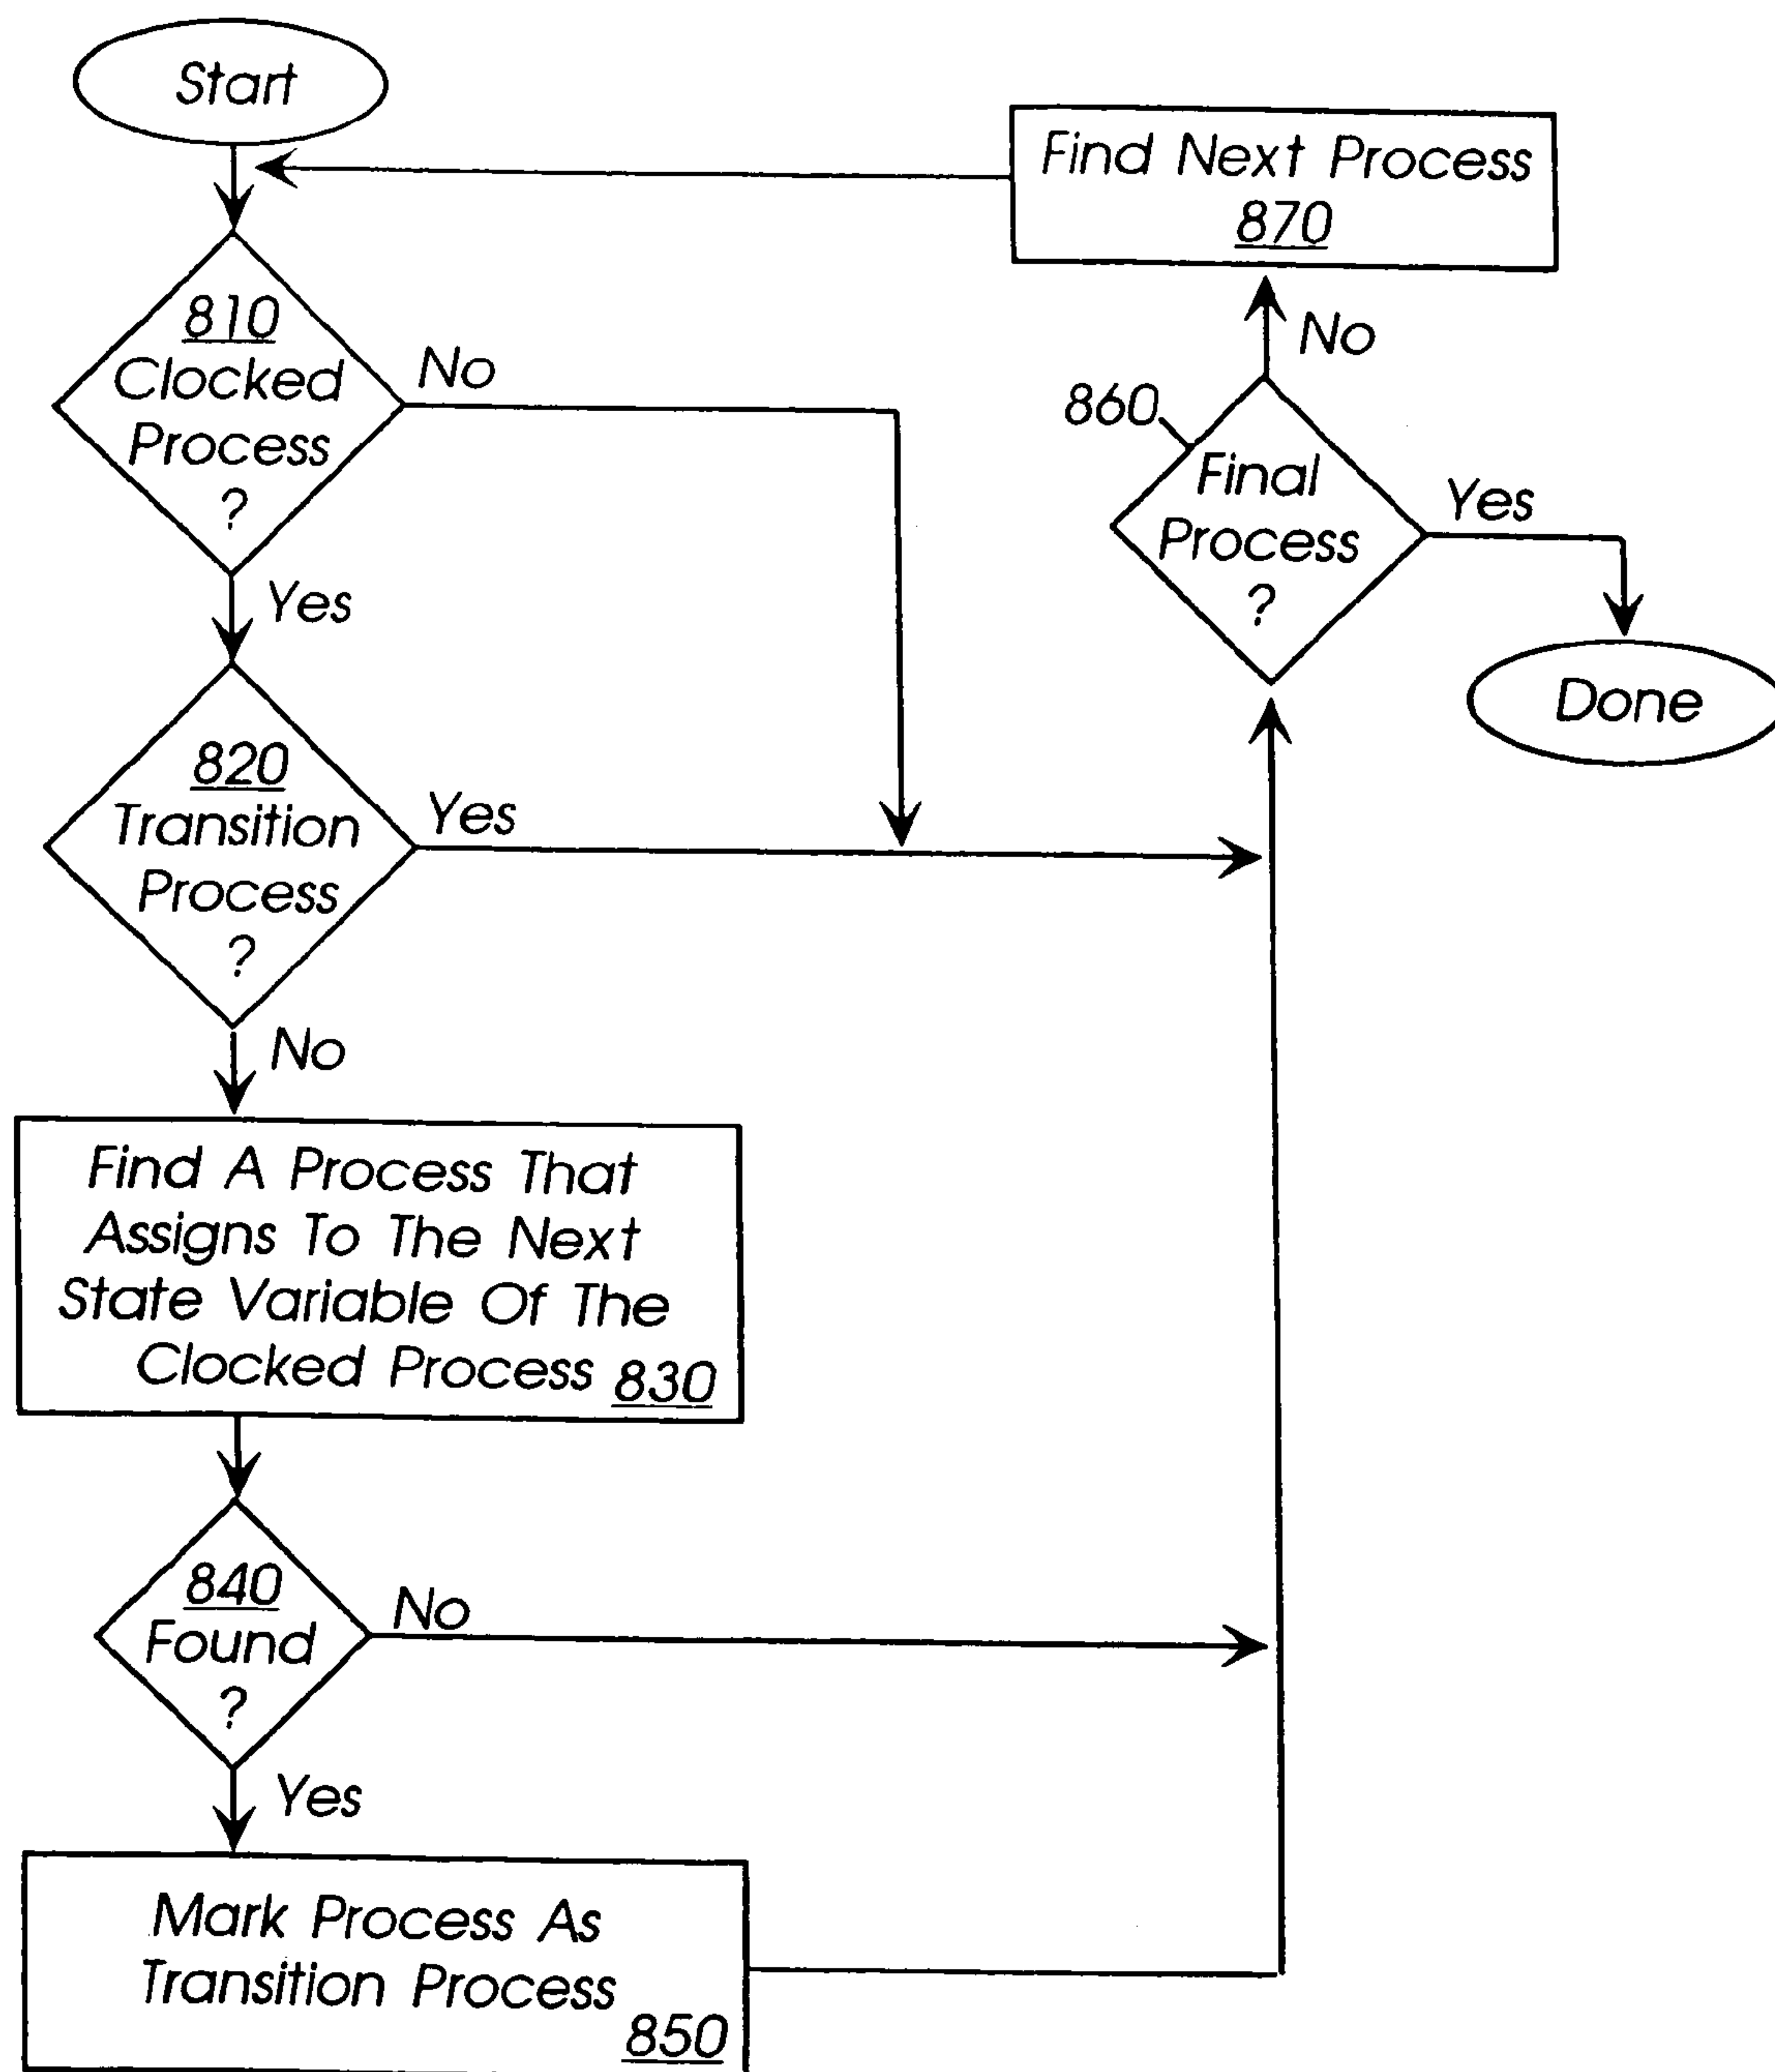 Start
810
Clocked
Process
?
No
Yes
820
Transition
Process
?
Yes
No
Find A Process That
Assigns To The Next
State Variable Of The
Clocked Process 830
840
Found
?
No
Yes
Mark Process As
Transition Process
850
Find Next Process
870
No
860
Final
Process
?
Yes
Done